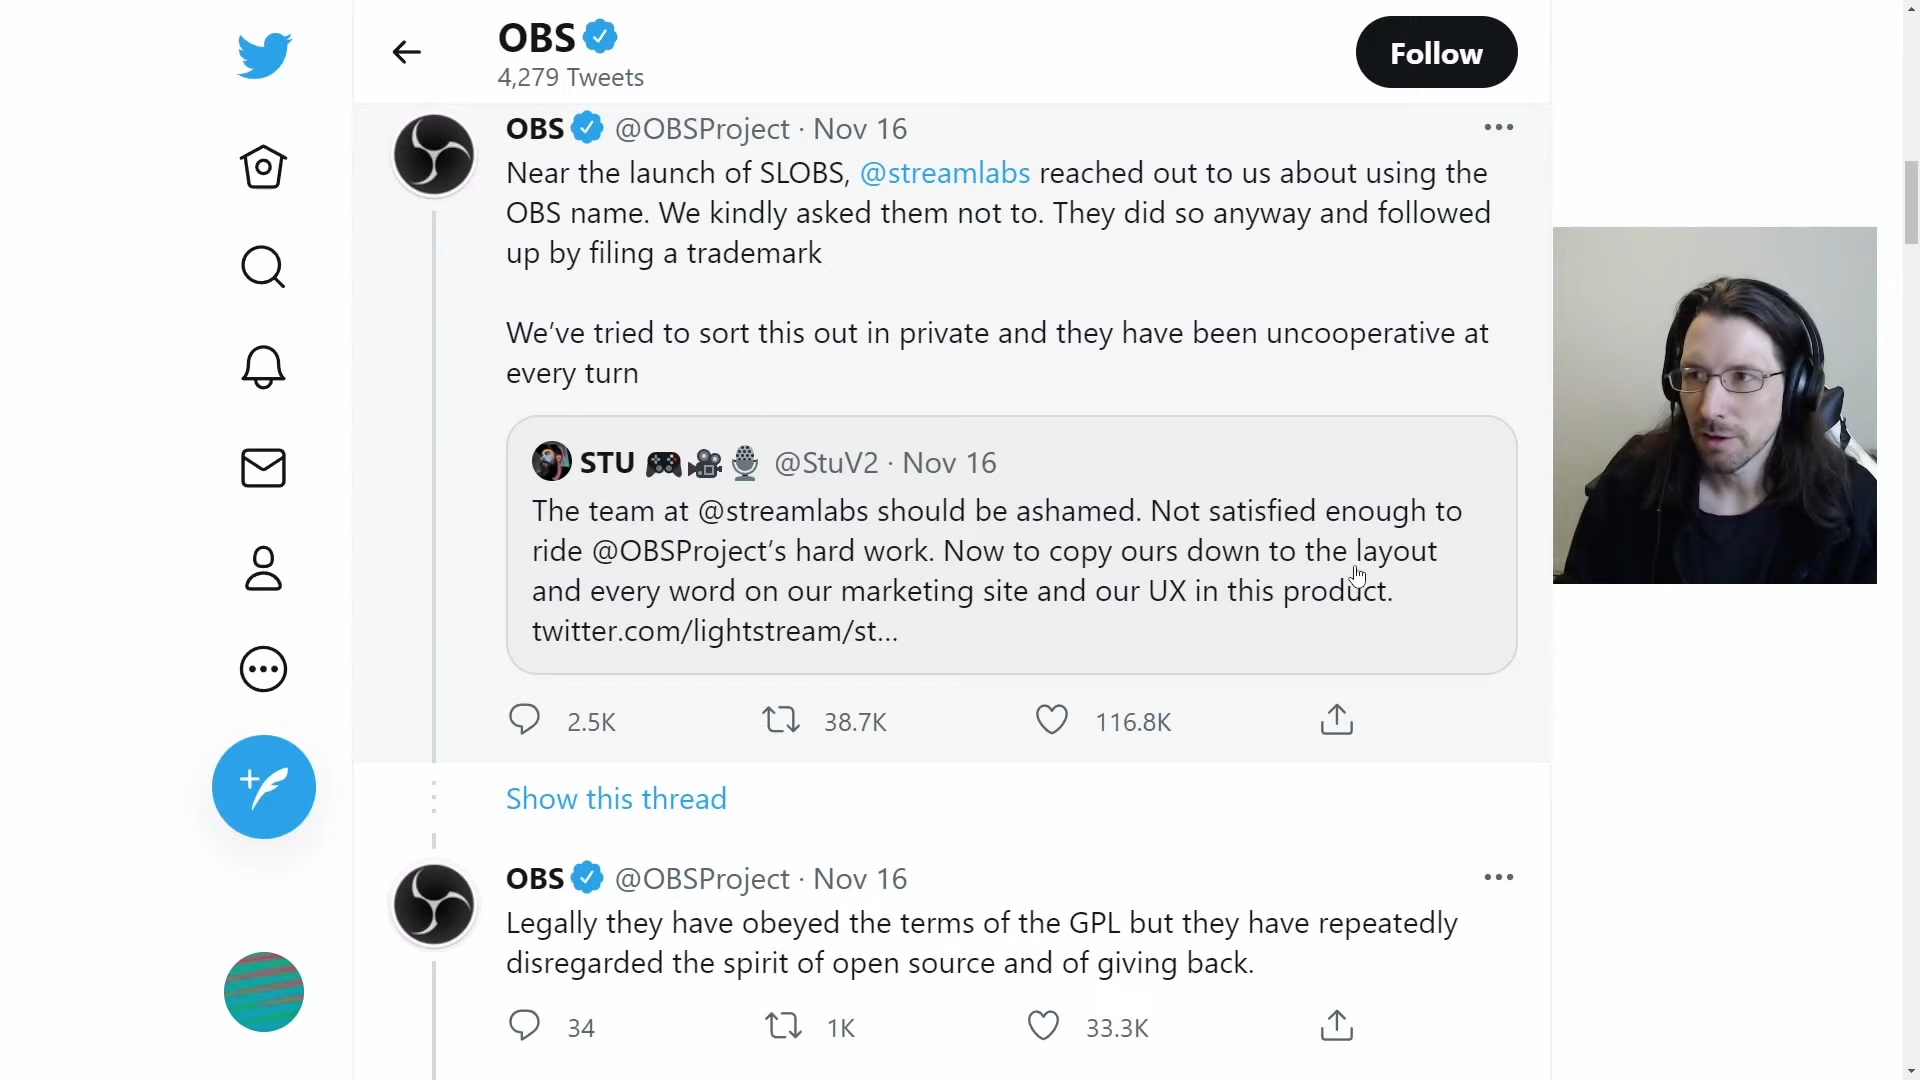 OBS
4,279 Tweets
Follow
OBS @OBSProject · Nov 16
Near the launch of SLOBS, @streamlabs reached out to us about using the
OBS name. We kindly asked them not to. They did so anyway and followed
up by filing a trademark
We’ve tried to sort this out in private and they have been uncooperative at
every turn
STU 🎮🎥🎙 @StuV2 · Nov 16
The team at @streamlabs should be ashamed. Not satisfied enough to
ride @OBSProject’s hard work. Now to copy ours down to the layout
and every word on our marketing site and our UX in this product.
twitter.com/lightstream/st...
2.5K 38.7K 116.8K
Show this thread
OBS @OBSProject · Nov 16
Legally they have obeyed the terms of the GPL but they have repeatedly
disregarded the spirit of open source and of giving back.
34 1K 33.3K